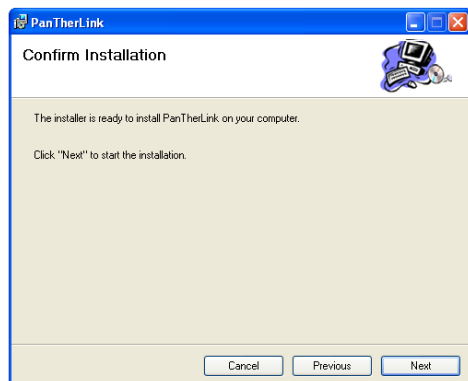 PanTherLink
Confirm Installation
The installer is ready to install PanTherLink on your computer.
Click "Next" to start the installation.
Cancel
Previous
Next